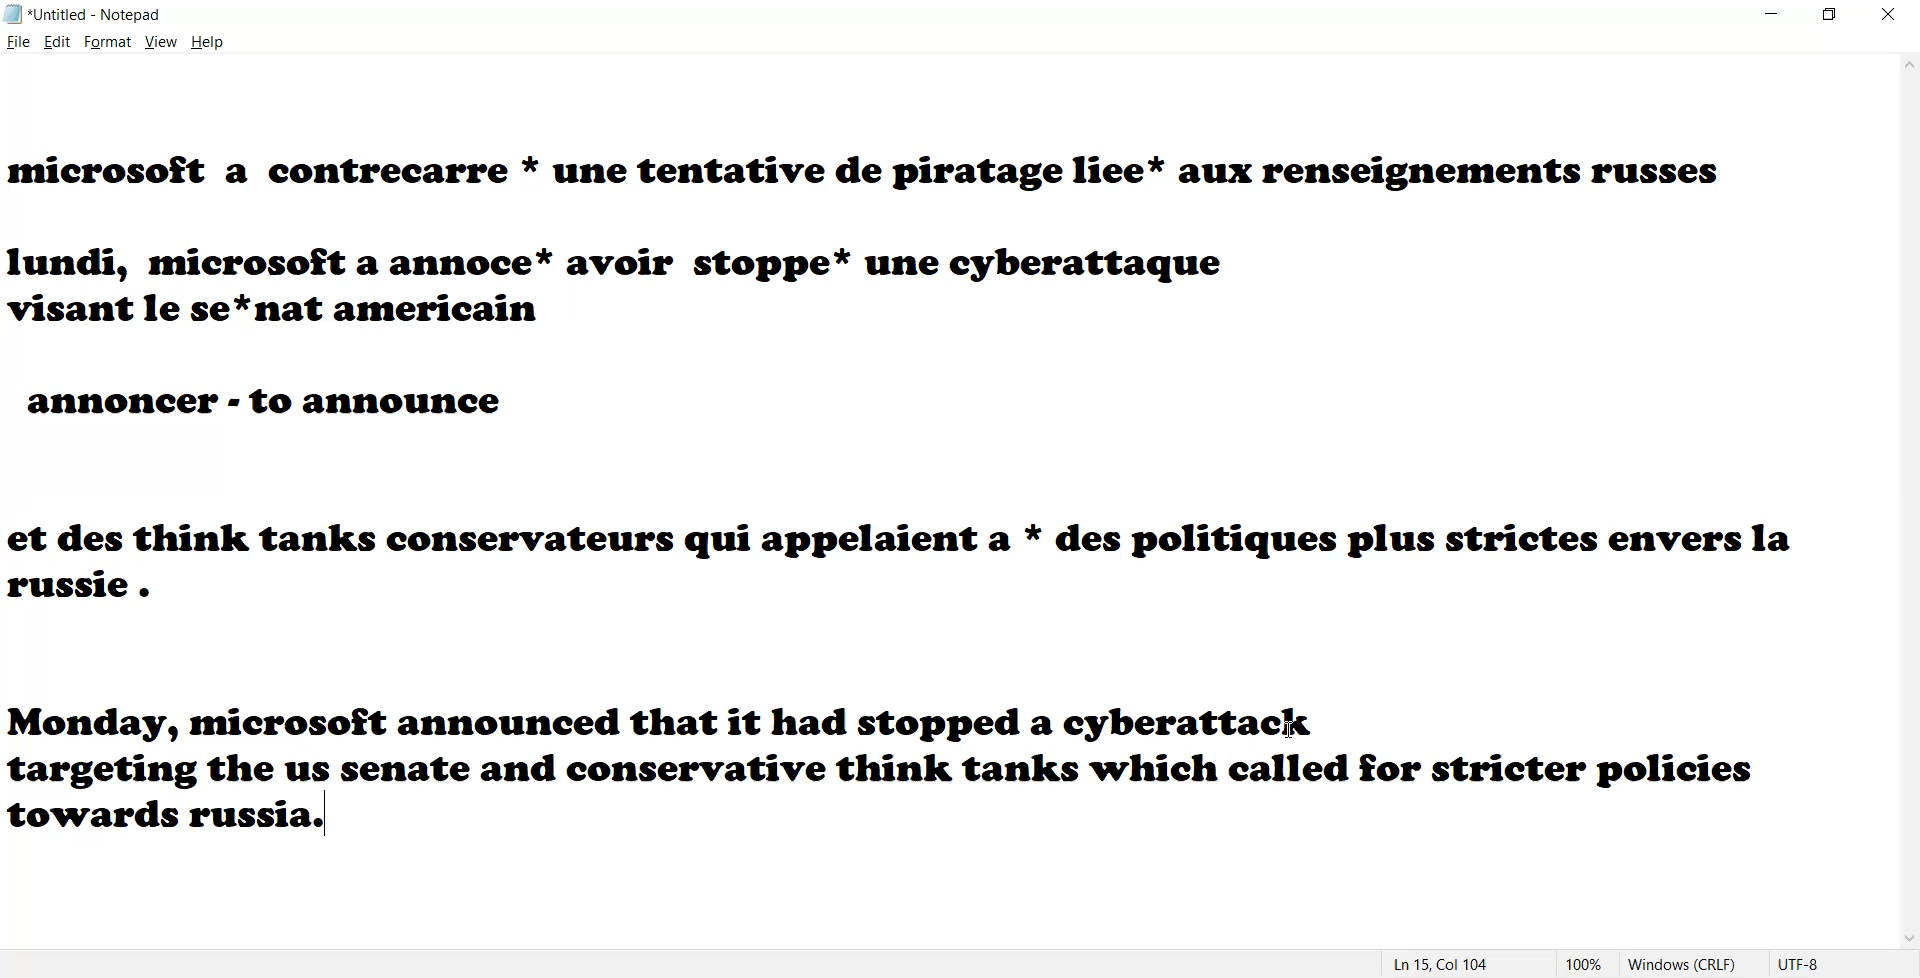 *Untitled - Notepad
File Edit Format View Help
microsoft  a  contrecarre * une tentative de piratage liee* aux renseignements russes
lundi,  microsoft a annoce* avoir  stoppe* une cyberattaque
visant le se*nat americain
annoncer - to announce
et des think tanks conservateurs qui appelaient a * des politiques plus strictes envers la
russie .
Monday, microsoft announced that it had stopped a cyberattack
targeting the us senate and conservative think tanks which called for stricter policies
towards russia.
Ln 15, Col 104 100% Windows (CRLF) UTF-8